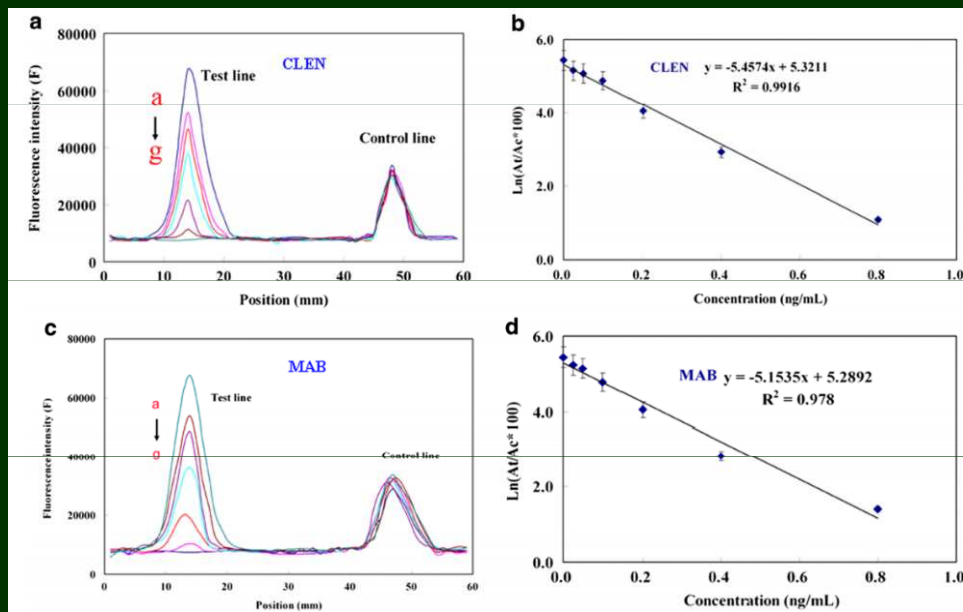 a
80000
60000
40000
20000
0
Fluorescence intensity (F)
CLEN
Test line
a
g
Control line
0 10 20 30 40 50 60
Position (mm)
b
6.0
4.0
2.0
0.0
Ln(At/Ac*100)
CLEN y = -5.4574x + 5.3211
R² = 0.9916
0.0 0.2 0.4 0.6 0.8 1.0
Concentration (ng/mL)
c
80000
60000
40000
20000
0
Fluorescence intensity (F)
MAB
Test line
a
g
Control line
0 10 20 30 40 50 60
Position (mm)
d
6.0
4.0
2.0
0.0
Ln(At/Ac*100)
MAB y = -5.1535x + 5.2892
R² = 0.978
0.0 0.2 0.4 0.6 0.8 1.0
Concentration (ng/mL)